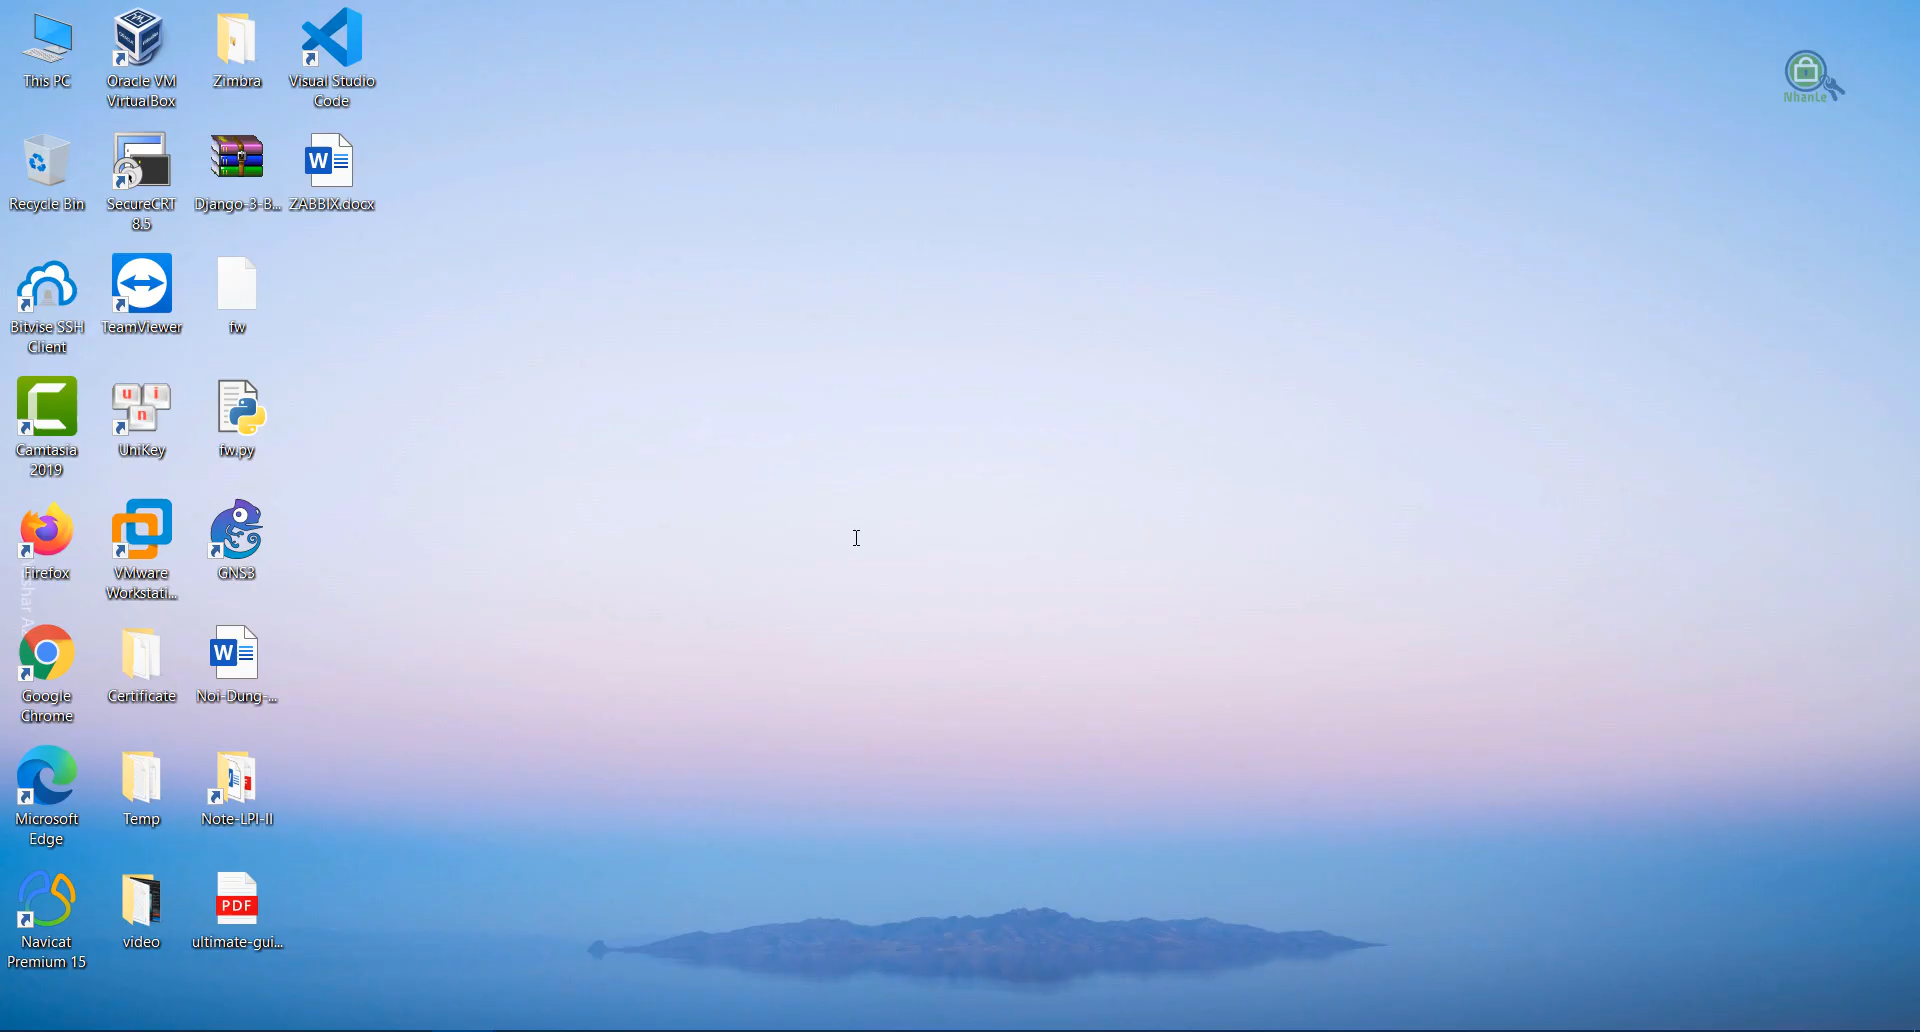 This PC
Oracle VM
VirtualBox
Zimbra
Visual Studio
Code
NhanLe
Recycle Bin
SecureCRT
8.5
Django-3-B...
W
ZABBIX.docx
Bitvise SSH
Client
TeamViewer
fw
Camtasia
2019
u i
n
UniKey
fw.py
Firefox
VMware
Workstati...
GNS3
Google
Chrome
Certificate
W
Noi-Dung-...
Microsoft
Edge
Temp
Note-LPI-II
Navicat
Premium 15
video
PDF
ultimate-gui...